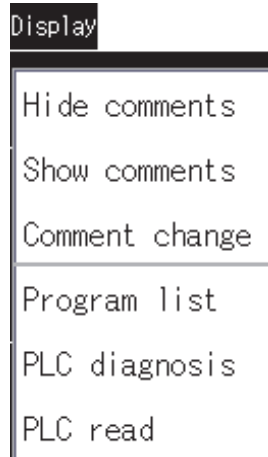 Display
Hide comments
Show comments
Comment change
Program list
PLC diagnosis
PLC read